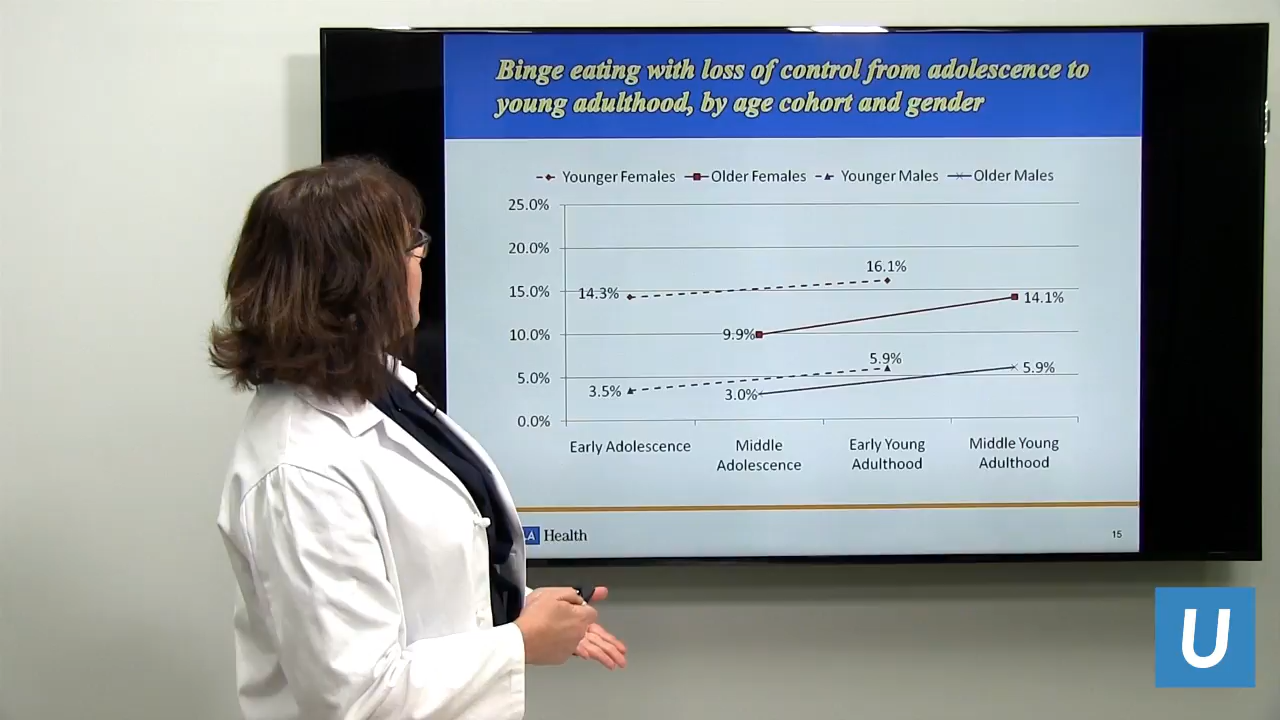 Binge eating with loss of control from adolescence to
young adulthood, by age cohort and gender
Younger Females Older Females Younger Males Older Males
25.0%
20.0%
15.0%
10.0%
5.0%
0.0%
14.3%
16.1%
9.9%
14.1%
3.5%
5.9%
3.0%
5.9%
Early Adolescence
Middle
Adolescence
Early Young
Adulthood
Middle Young
Adulthood
A Health
15
U